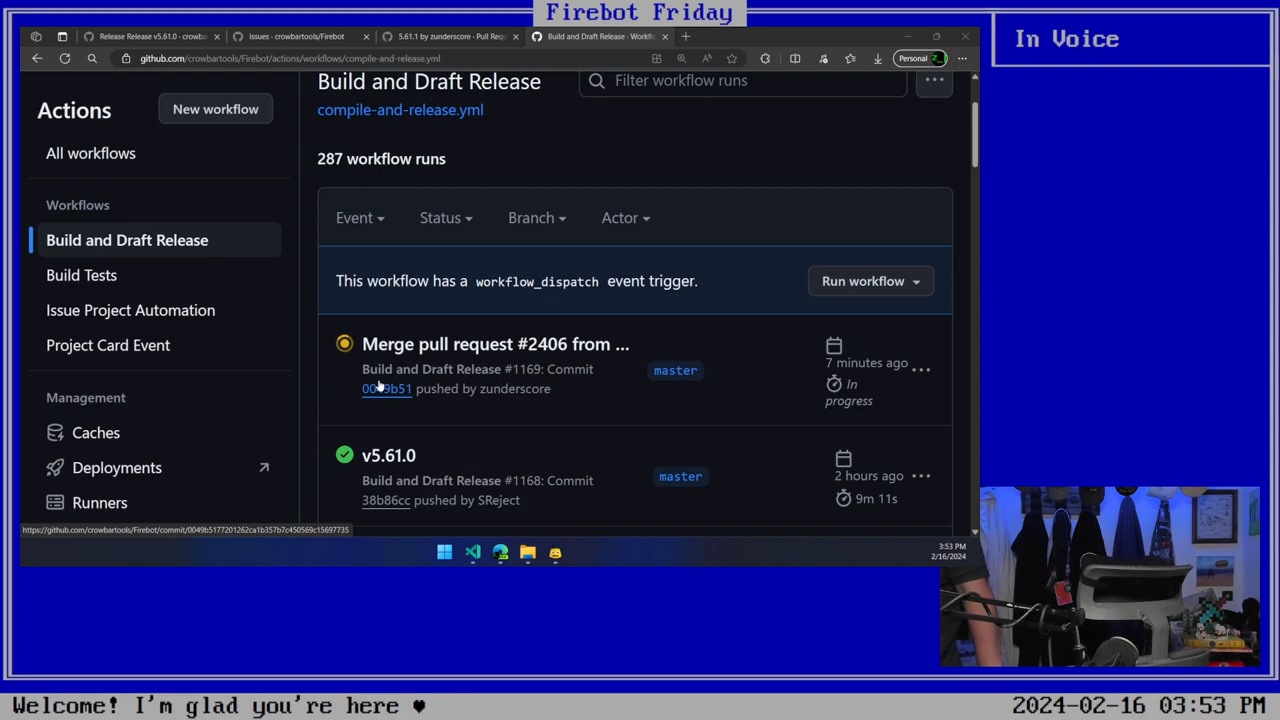 Firebot Friday
In Voice
Release Release v5.61.0 · crowba
Issues · crowbartools/Firebot
5.61.1 by zunderscore · Pull Req
Build and Draft Release · Workfl
github.com/crowbartools/Firebot/actions/workflows/compile-and-release.yml
Personal
Actions
New workflow
All workflows
Workflows
Build and Draft Release
Build Tests
Issue Project Automation
Project Card Event
Management
Caches
Deployments
Runners
Build and Draft Release
Filter workflow runs
compile-and-release.yml
287 workflow runs
Event
Status
Branch
Actor
This workflow has a workflow_dispatch event trigger.
Run workflow
Merge pull request #2406 from ...
Build and Draft Release #1169: Commit
0049b51 pushed by zunderscore
master
7 minutes ago
In
progress
v5.61.0
Build and Draft Release #1168: Commit
38b86cc pushed by SReject
master
2 hours ago
9m 11s
3:53 PM
2/16/2024
Welcome! I'm glad you're here ♥
2024-02-16 03:53 PM